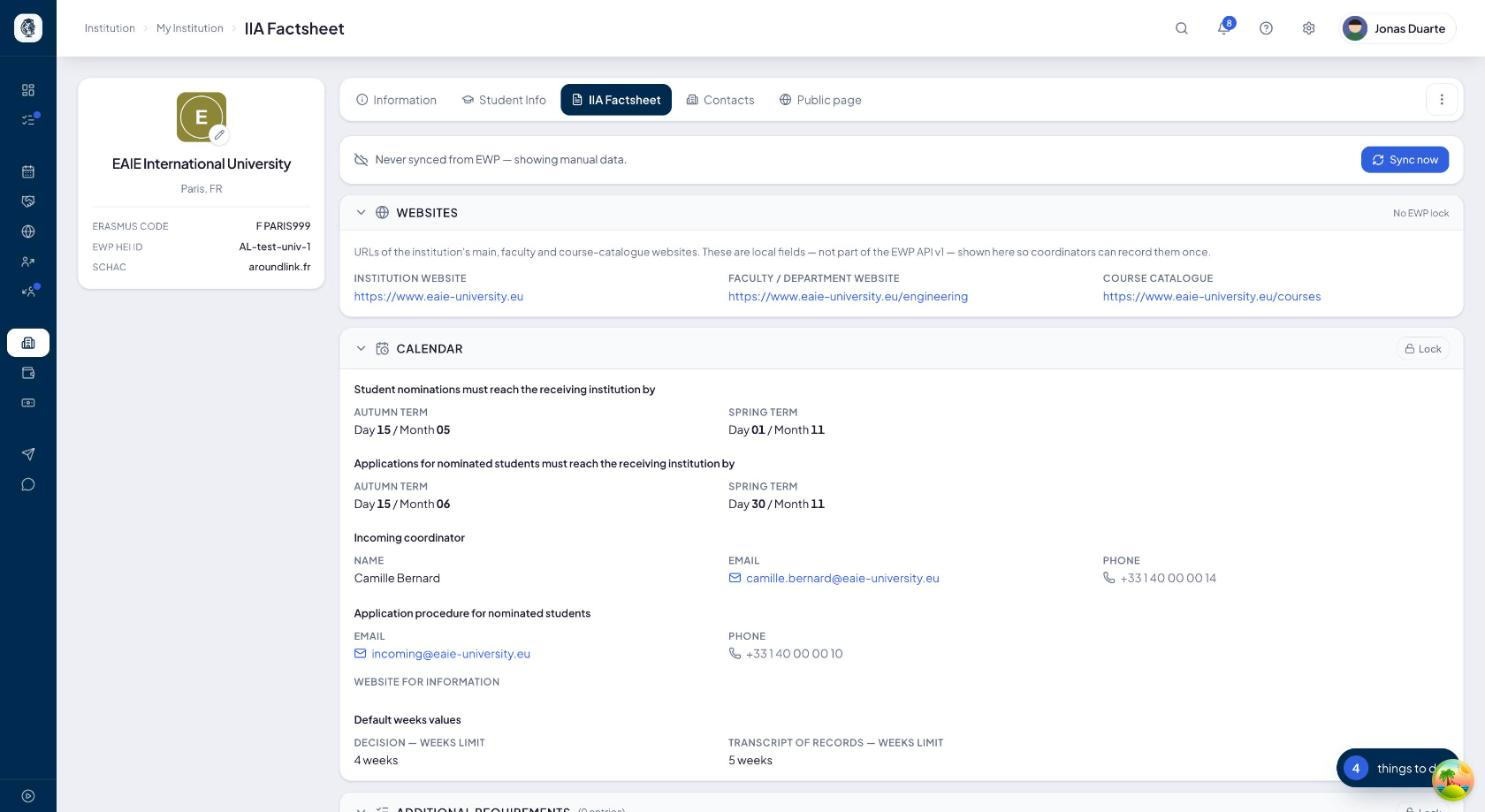 Institution > My Institution > IIA Factsheet
8
Jonas Duarte
E
EAIE International University
Paris, FR
ERASMUS CODE F PARIS999
EWP HEI ID AL-test-univ-1
SCHAC aroundlink.fr
Information Student Info IIA Factsheet Contacts Public page
Never synced from EWP — showing manual data.
Sync now
WEBSITES No EWP lock
URLs of the institution's main, faculty and course-catalogue websites. These are local fields — not part of the EWP API v1 — shown here so coordinators can record them once.
INSTITUTION WEBSITE FACULTY / DEPARTMENT WEBSITE COURSE CATALOGUE
https://www.eaie-university.eu https://www.eaie-university.eu/engineering https://www.eaie-university.eu/courses
CALENDAR Lock
Student nominations must reach the receiving institution by
AUTUMN TERM SPRING TERM
Day 15 / Month 05 Day 01 / Month 11
Applications for nominated students must reach the receiving institution by
AUTUMN TERM SPRING TERM
Day 15 / Month 06 Day 30 / Month 11
Incoming coordinator
NAME EMAIL PHONE
Camille Bernard camille.bernard@eaie-university.eu +33 1 40 00 00 14
Application procedure for nominated students
EMAIL PHONE
incoming@eaie-university.eu +33 1 40 00 00 10
WEBSITE FOR INFORMATION
Default weeks values
DECISION — WEEKS LIMIT TRANSCRIPT OF RECORDS — WEEKS LIMIT
4 weeks 5 weeks
4 things to d
ADDITIONAL REQUIREMENTS (0 entries) Lock